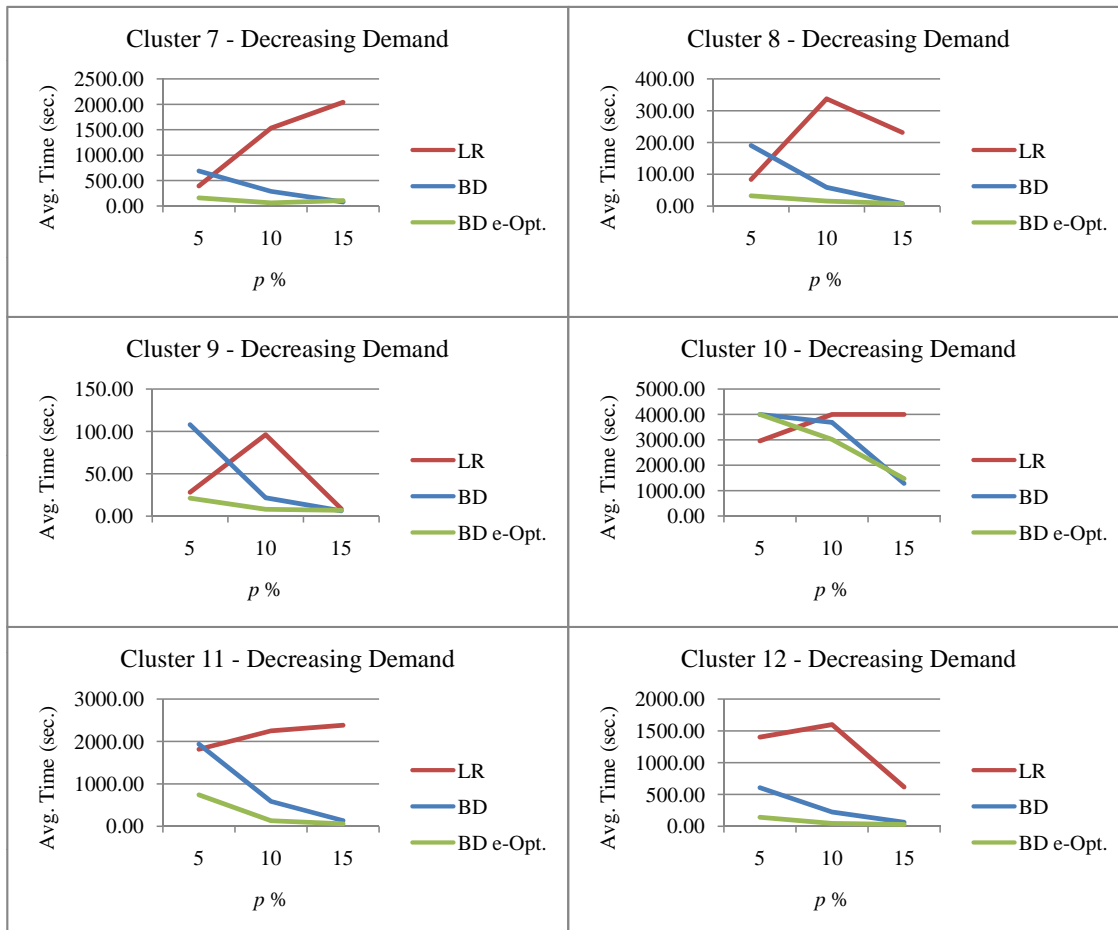 Cluster 7 - Decreasing Demand
Avg. Time (sec.)
2500.00
2000.00
1500.00
1000.00
500.00
0.00
5
10
15
p %
LR
BD
BD e-Opt.
Cluster 8 - Decreasing Demand
Avg. Time (sec.)
400.00
300.00
200.00
100.00
0.00
5
10
15
p %
LR
BD
BD e-Opt.
Cluster 9 - Decreasing Demand
Avg. Time (sec.)
150.00
100.00
50.00
0.00
5
10
15
p %
LR
BD
BD e-Opt.
Cluster 10 - Decreasing Demand
Avg. Time (sec.)
5000.00
4000.00
3000.00
2000.00
1000.00
0.00
5
10
15
p %
LR
BD
BD e-Opt.
Cluster 11 - Decreasing Demand
Avg. Time (sec.)
3000.00
2000.00
1000.00
0.00
5
10
15
p %
LR
BD
BD e-Opt.
Cluster 12 - Decreasing Demand
Avg. Time (sec.)
2000.00
1500.00
1000.00
500.00
0.00
5
10
15
p %
LR
BD
BD e-Opt.